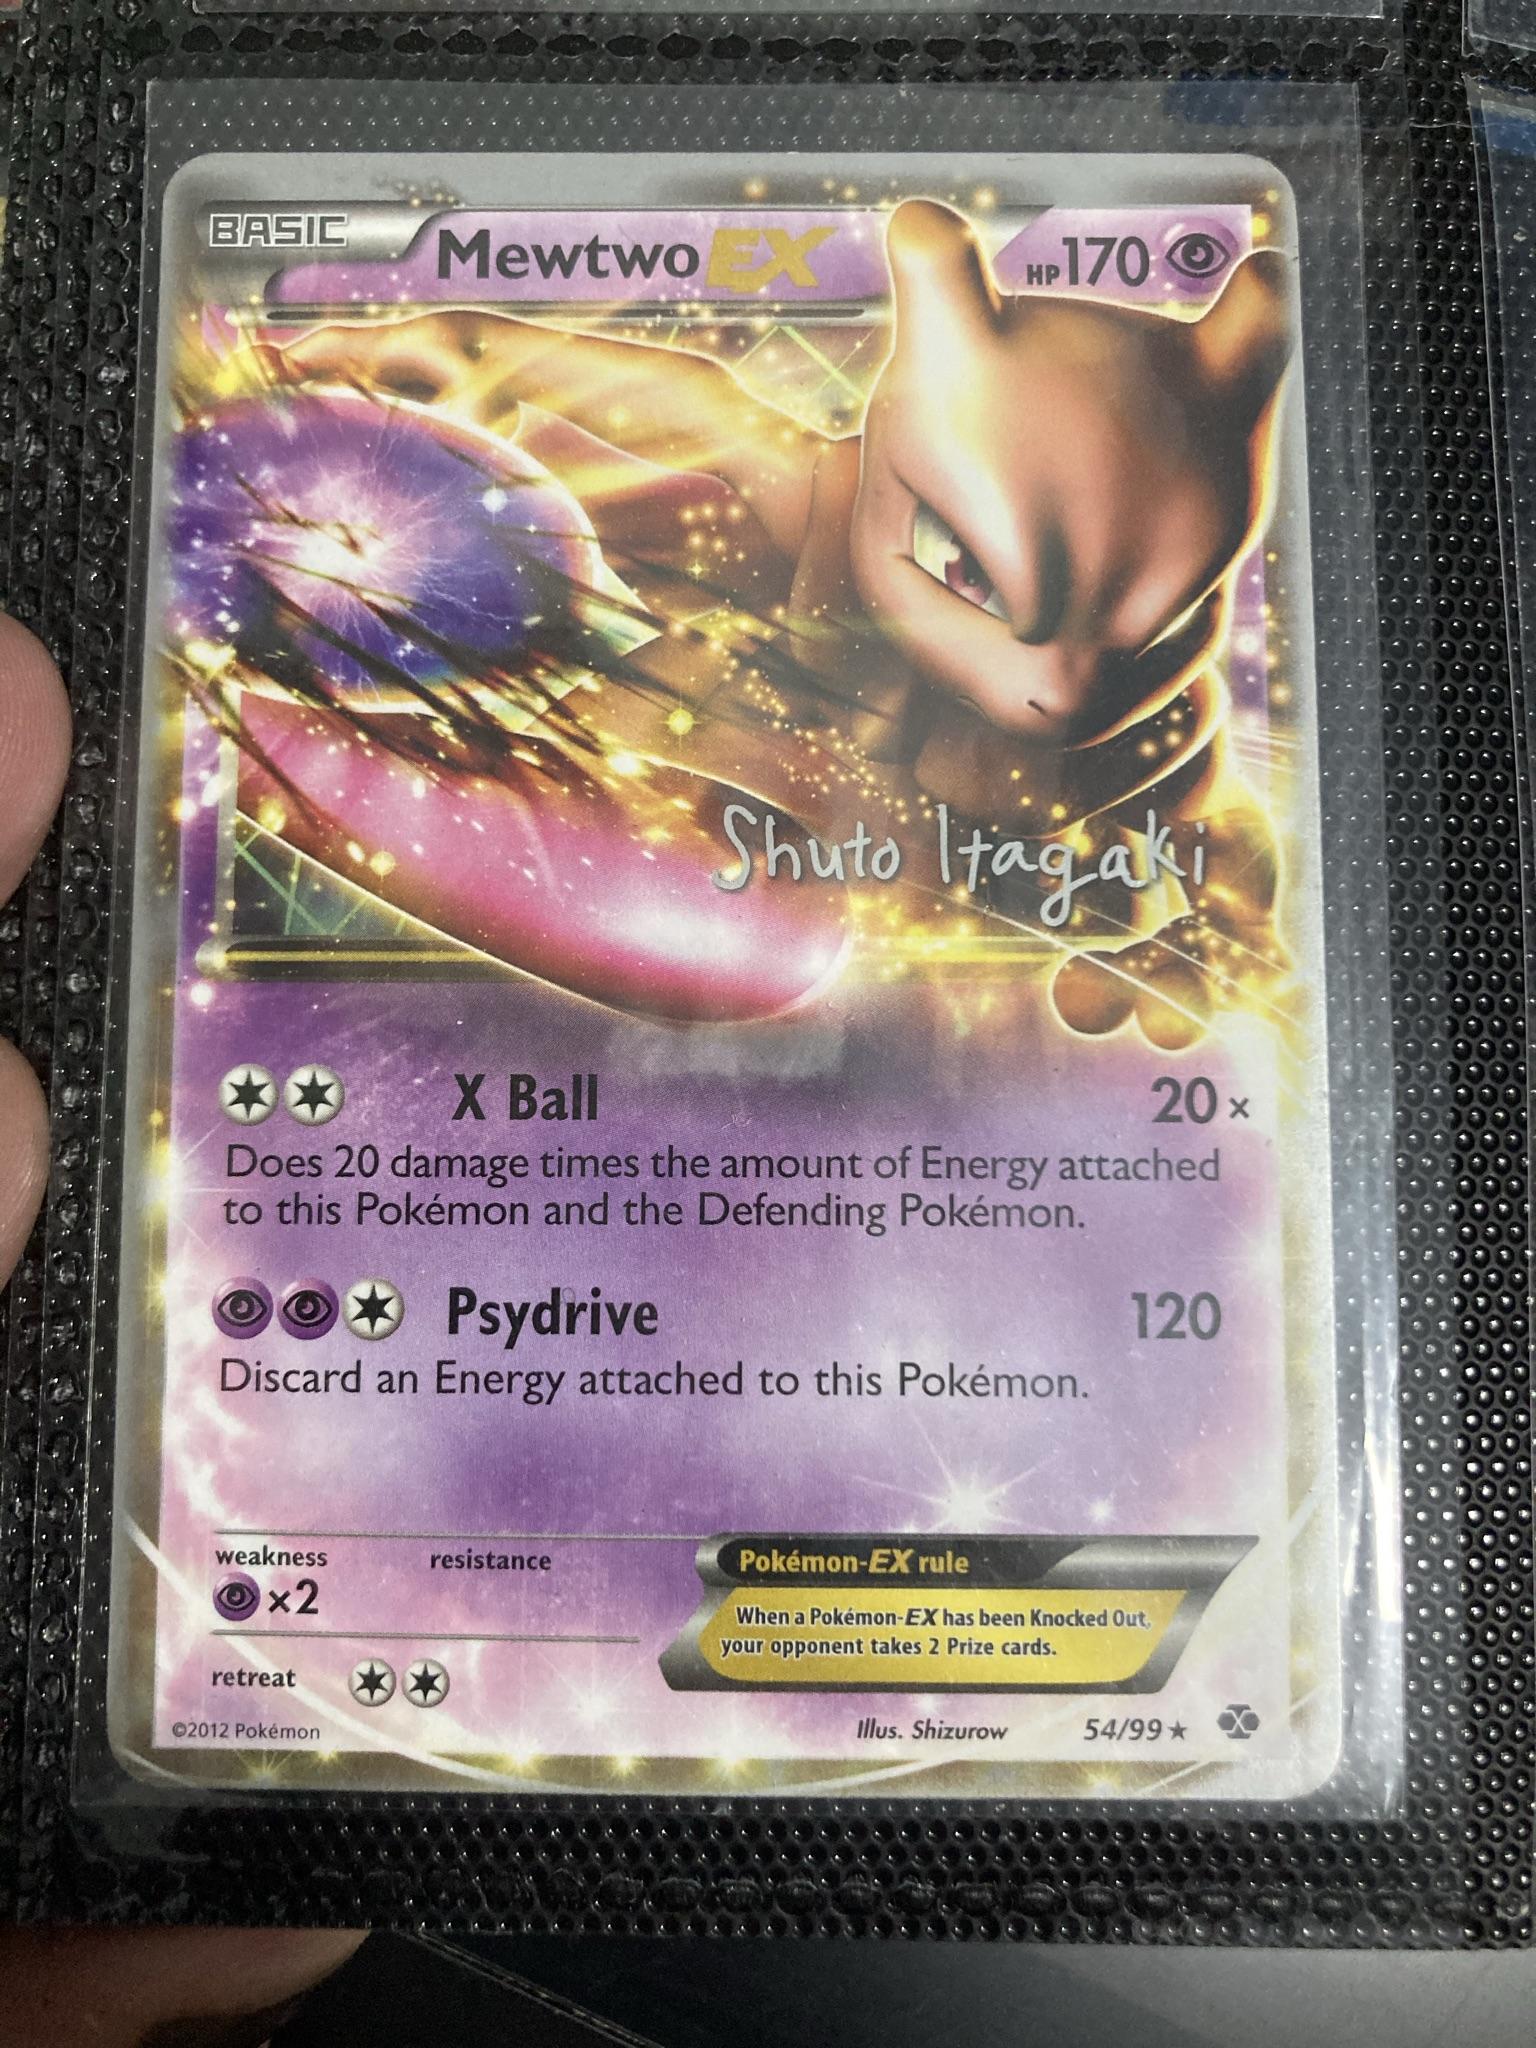 BASIC Mewtwo EX HP 170
Shuto Itagaki
X Ball 20×
Does 20 damage times the amount of Energy attached
to this Pokémon and the Defending Pokémon.
Psydrive 120
Discard an Energy attached to this Pokémon.
weakness resistance
×2
Pokémon-EX rule
When a Pokémon-EX has been Knocked Out,
your opponent takes 2 Prize cards.
retreat
©2012 Pokémon Illus. Shizurow 54/99 ★